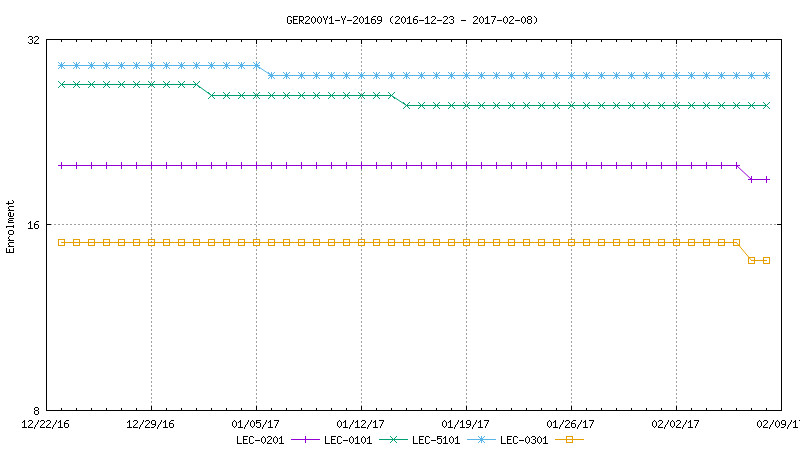 GER200Y1-Y-20169 (2016-12-23 - 2017-02-08)
32
16
8
Enrolment
12/22/16 12/29/16 01/05/17 01/12/17 01/19/17 01/26/17 02/02/17 02/09/1
LEC-0201 LEC-0101 LEC-5101 LEC-0301